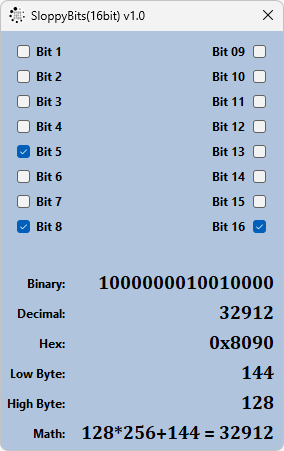 SloppyBits(16bit) v1.0
Bit 1 Bit 09
Bit 2 Bit 10
Bit 3 Bit 11
Bit 4 Bit 12
Bit 5 Bit 13
Bit 6 Bit 14
Bit 7 Bit 15
Bit 8 Bit 16
Binary: 1000000010010000
Decimal: 32912
Hex: 0x8090
Low Byte: 144
High Byte: 128
Math: 128*256+144 = 32912